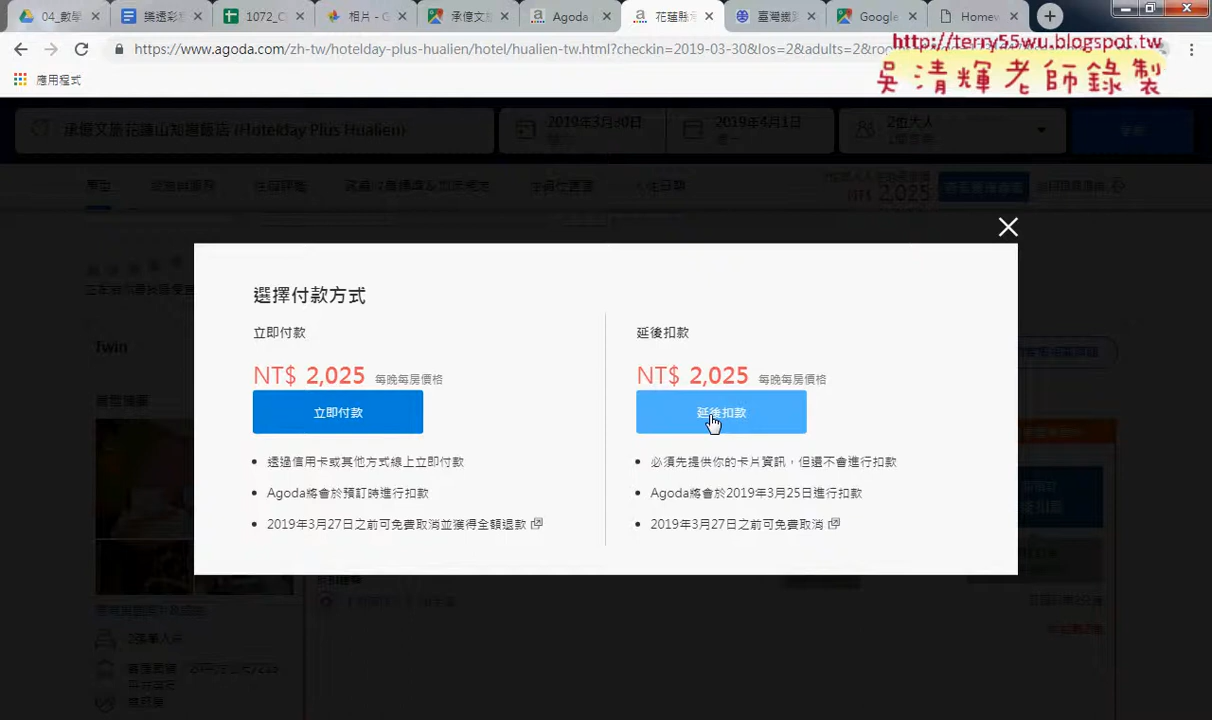 04_數學
1072_C
相片 - G
承億文旅
Agoda
花蓮縣承
臺灣鐵路
Google
Homew
https://www.agoda.com/zh-tw/hotelday-plus-hualien/hotel/hualien-tw.html?checkin=2019-03-30&los=2&adults=2&roo
http://terry55wu.blogspot.tw
吳清輝老師錄製
應用程式
承億文旅 花蓮山知道飯店 (Hotelday Plus Hualien)
2019年3月30日
2019年4月1日
2位大人
NT$ 2,025
選擇付款方式
立即付款
延後扣款
NT$ 2,025 每晚每房價格
NT$ 2,025 每晚每房價格
立即付款
延後扣款
透過信用卡或其他方式線上立即付款
必須先提供你的卡片資訊，但還不會進行扣款
Agoda將會於預訂時進行扣款
Agoda將會於2019年3月25日進行扣款
2019年3月27日之前可免費取消並獲得全額退款
2019年3月27日之前可免費取消
Twin
2張單人床